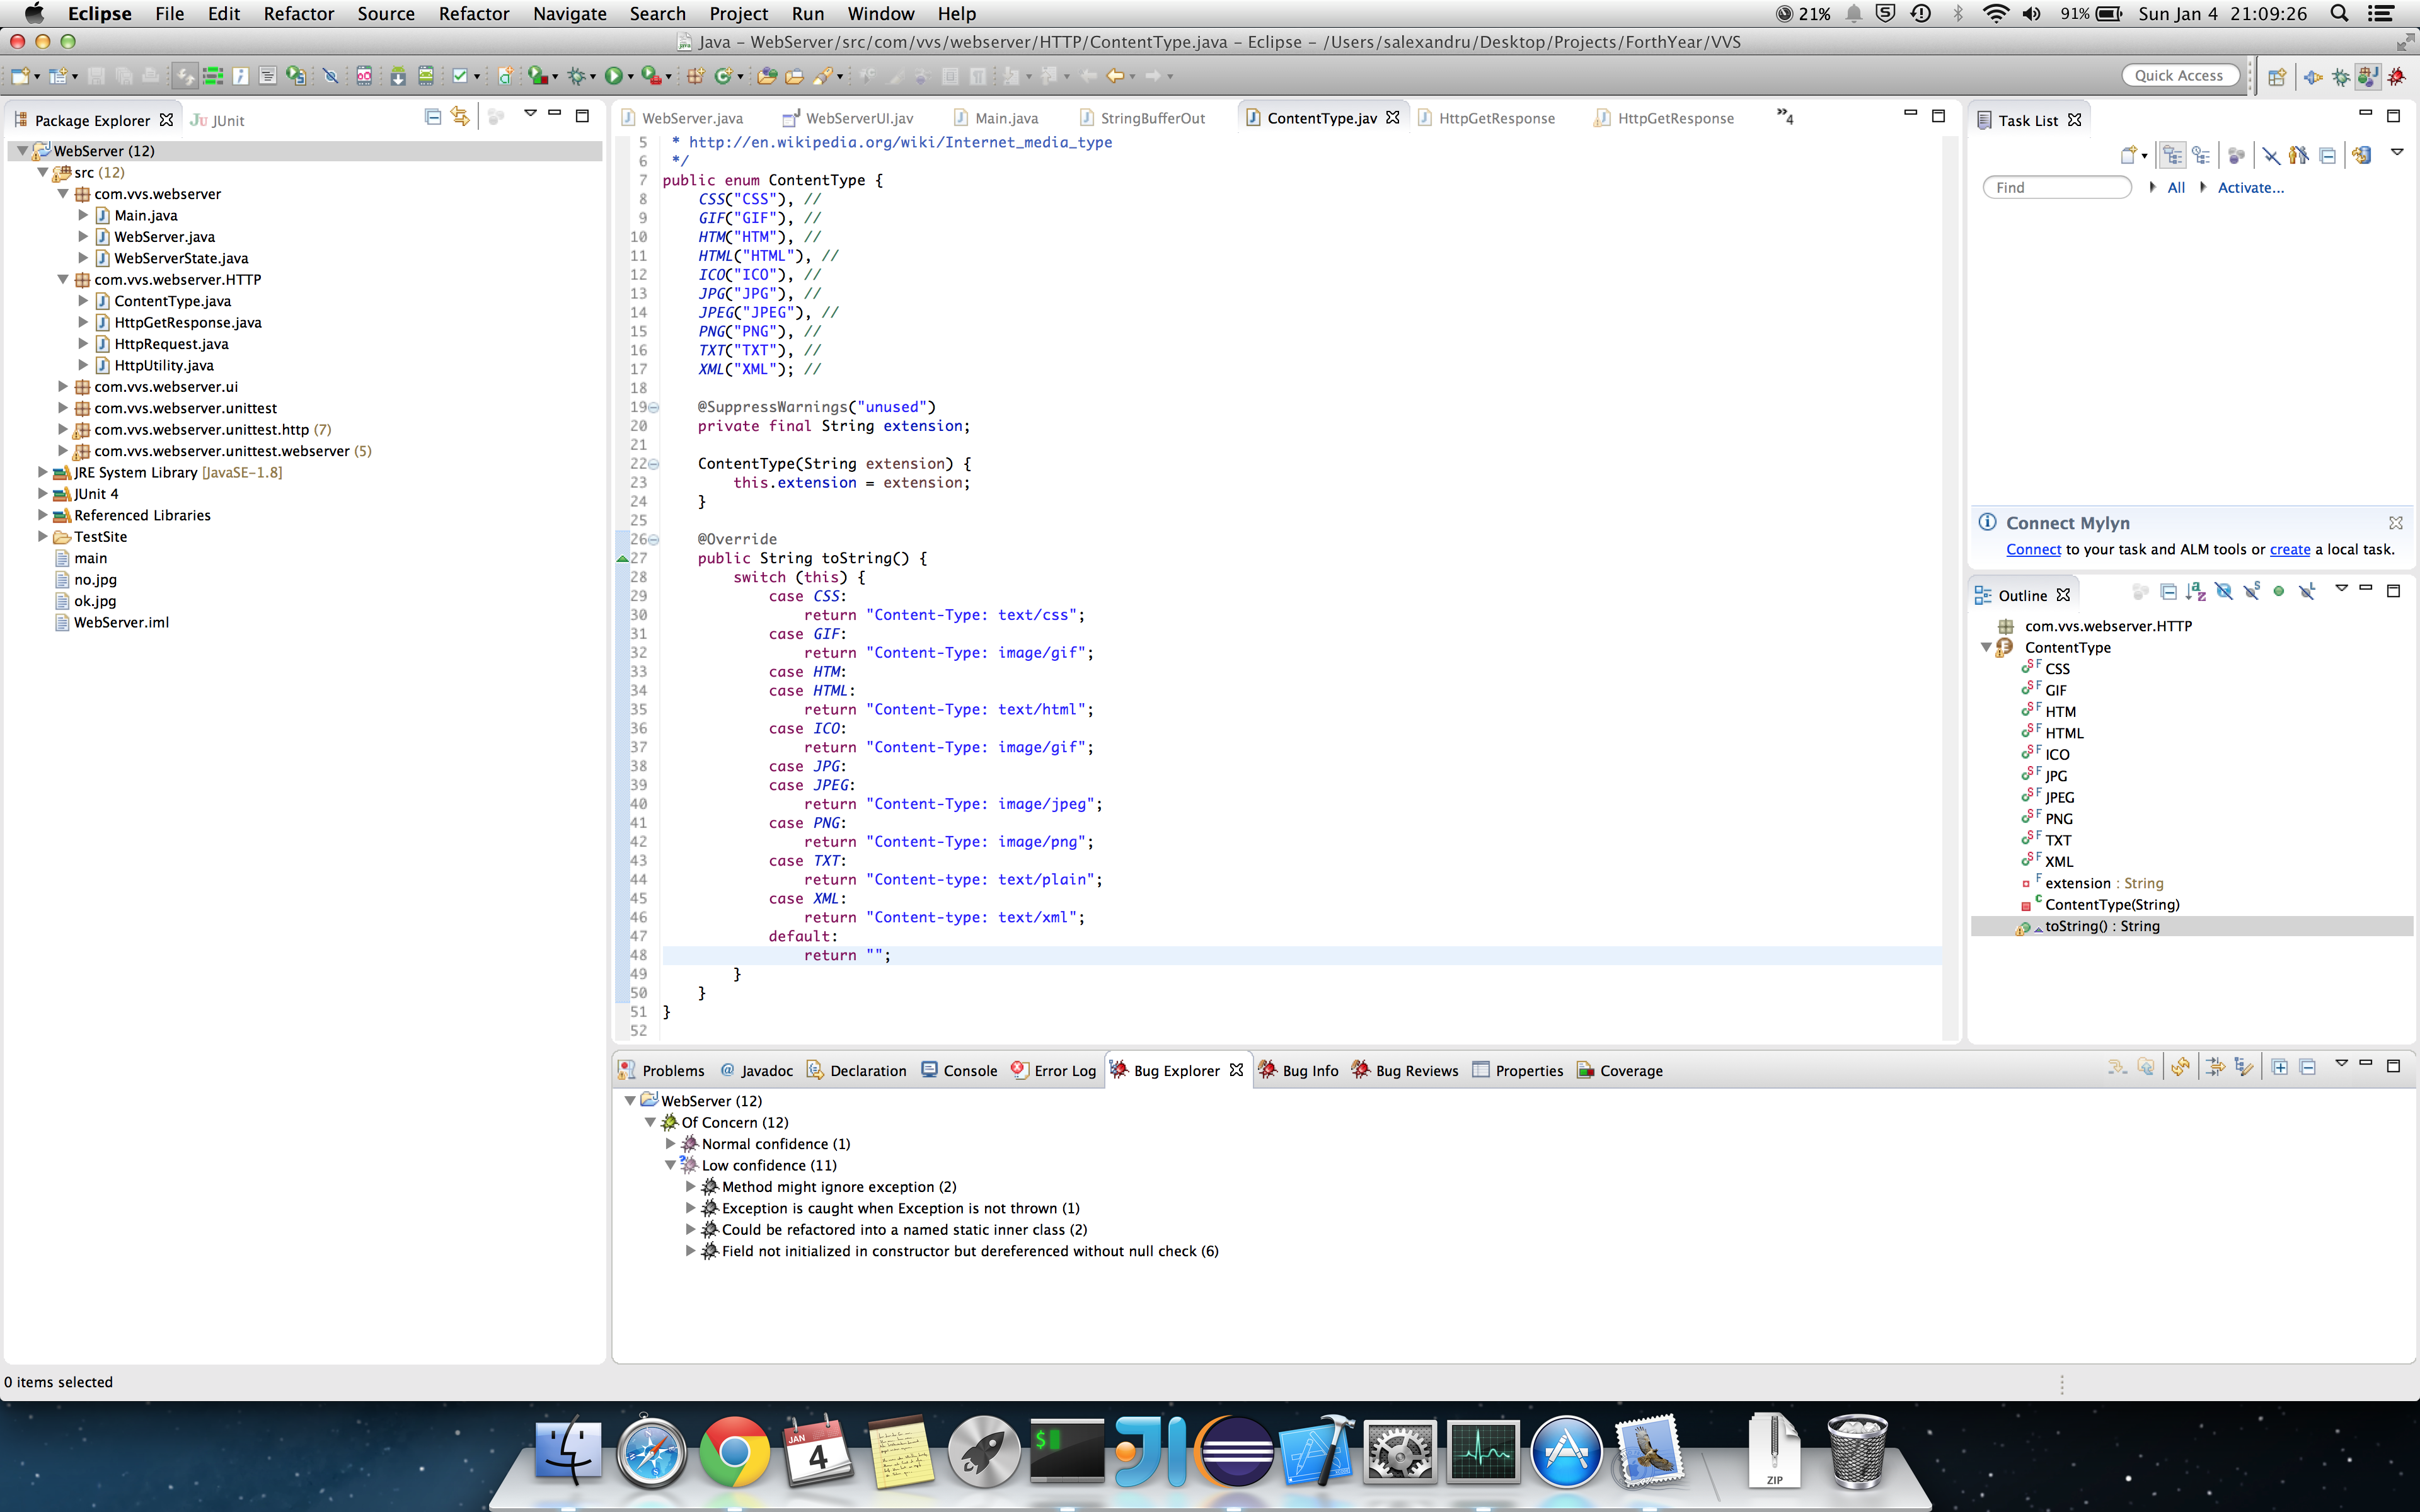 Eclipse File Edit Refactor Source Refactor Navigate Search Project Run Window Help
21% 91% Sun Jan 4 21:09:26
Java – WebServer/src/com/vvs/webserver/HTTP/ContentType.java – Eclipse – /Users/salexandru/Desktop/Projects/ForthYear/VVS
Quick Access
Package Explorer JUnit
WebServer (12)
src (12)
com.vvs.webserver
Main.java
WebServer.java
WebServerState.java
com.vvs.webserver.HTTP
ContentType.java
HttpGetResponse.java
HttpRequest.java
HttpUtility.java
com.vvs.webserver.ui
com.vvs.webserver.unittest
com.vvs.webserver.unittest.http (7)
com.vvs.webserver.unittest.webserver (5)
JRE System Library [JavaSE-1.8]
JUnit 4
Referenced Libraries
TestSite
main
no.jpg
ok.jpg
WebServer.iml
WebServer.java WebServerUI.jav Main.java StringBufferOut ContentType.jav HttpGetResponse HttpGetResponse »4
5 * http://en.wikipedia.org/wiki/Internet_media_type
6 */
7 public enum ContentType {
8 CSS("CSS"), //
9 GIF("GIF"), //
10 HTM("HTM"), //
11 HTML("HTML"), //
12 ICO("ICO"), //
13 JPG("JPG"), //
14 JPEG("JPEG"), //
15 PNG("PNG"), //
16 TXT("TXT"), //
17 XML("XML"); //
18
19 @SuppressWarnings("unused")
20 private final String extension;
21
22 ContentType(String extension) {
23 this.extension = extension;
24 }
25
26 @Override
27 public String toString() {
28 switch (this) {
29 case CSS:
30 return "Content-Type: text/css";
31 case GIF:
32 return "Content-Type: image/gif";
33 case HTM:
34 case HTML:
35 return "Content-Type: text/html";
36 case ICO:
37 return "Content-Type: image/gif";
38 case JPG:
39 case JPEG:
40 return "Content-Type: image/jpeg";
41 case PNG:
42 return "Content-Type: image/png";
43 case TXT:
44 return "Content-type: text/plain";
45 case XML:
46 return "Content-type: text/xml";
47 default:
48 return "";
49 }
50 }
51 }
52
Task List
Find All Activate...
Connect Mylyn
Connect to your task and ALM tools or create a local task.
Outline
com.vvs.webserver.HTTP
ContentType
CSS
GIF
HTM
HTML
ICO
JPG
JPEG
PNG
TXT
XML
extension : String
ContentType(String)
toString() : String
Problems Javadoc Declaration Console Error Log Bug Explorer Bug Info Bug Reviews Properties Coverage
WebServer (12)
Of Concern (12)
Normal confidence (1)
Low confidence (11)
Method might ignore exception (2)
Exception is caught when Exception is not thrown (1)
Could be refactored into a named static inner class (2)
Field not initialized in constructor but dereferenced without null check (6)
0 items selected
JAN
4
ZIP